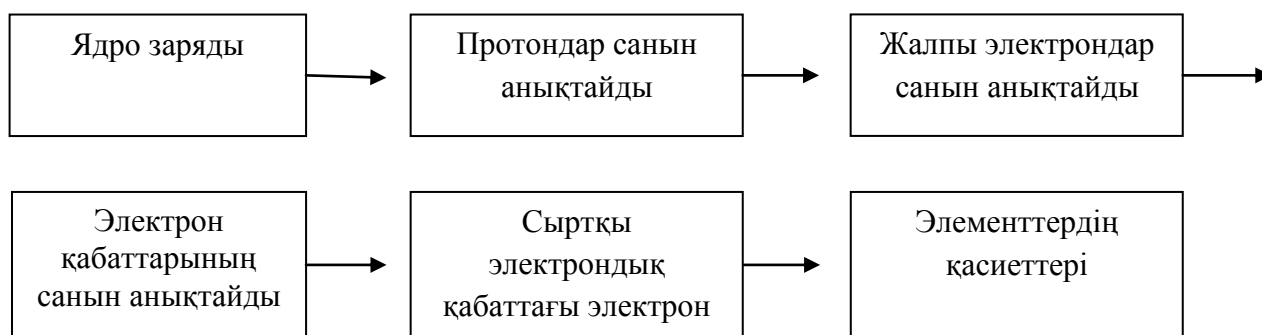 Ядро заряды
Протондар санын
анықтайды
Жалпы электрондар
санын анықтайды
Электрон
қабаттарының
санын анықтайды
Сыртқы
электрондық
қабаттағы электрон
Элементтердің
қасиеттері